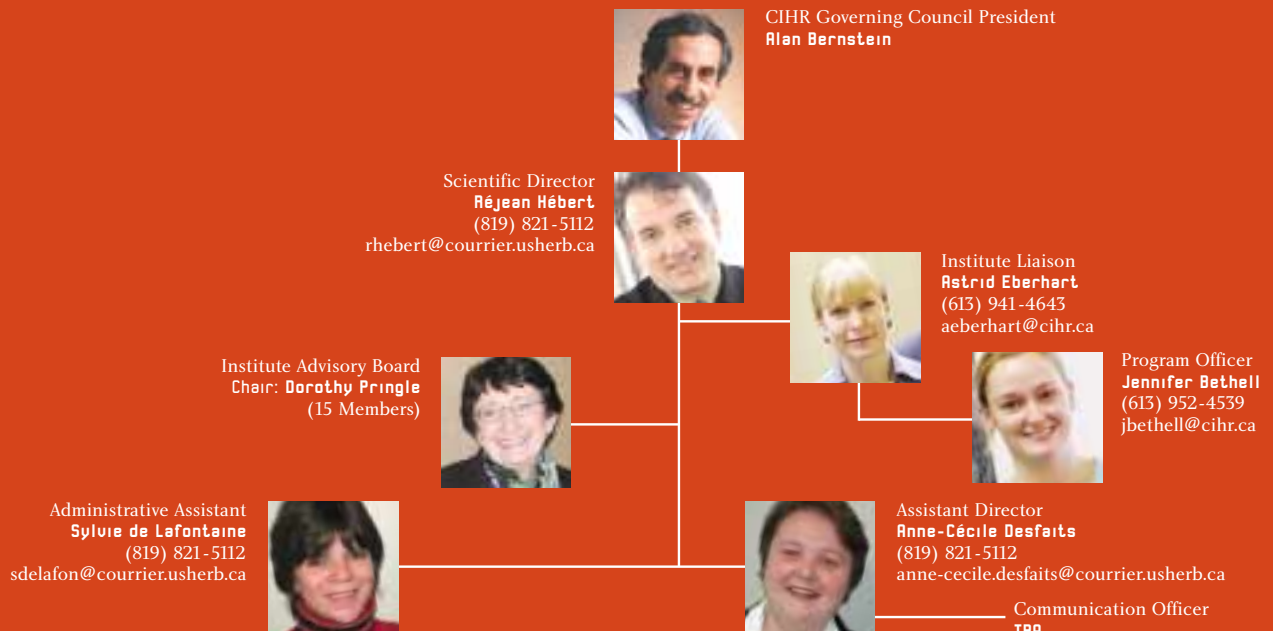 CIHR Governing Council President
Alan Bernstein
Scientific Director
Réjean Hébert
(819) 821-5112
rhebert@courrier.usherb.ca
Institute Liaison
Astrid Eberhart
(613) 941-4643
aeberhart@cihr.ca
Institute Advisory Board
Chair: Dorothy Pringle
(15 Members)
Program Officer
Jennifer Bethell
(613) 952-4539
jbethell@cihr.ca
Administrative Assistant
Sylvie de Lafontaine
(819) 821-5112
sdelafon@courrier.usherb.ca
Assistant Director
Anne-Cécile Desfaits
(819) 821-5112
anne-cecile.desfaits@courrier.usherb.ca
Communication Officer